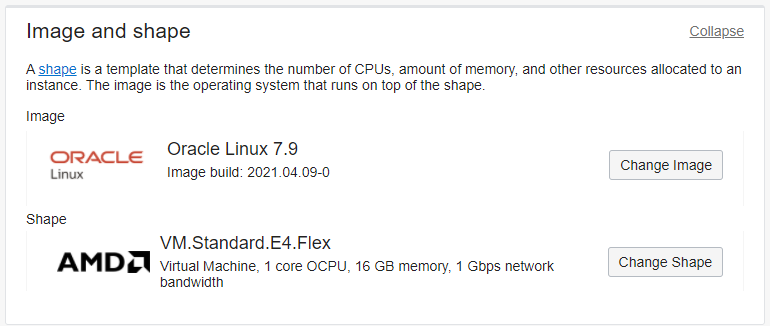 Image and shape
Collapse
A shape is a template that determines the number of CPUs, amount of memory, and other resources allocated to an
instance. The image is the operating system that runs on top of the shape.
Image
ORACLE
Linux
Oracle Linux 7.9
Image build: 2021.04.09-0
Change Image
Shape
AMD
VM.Standard.E4.Flex
Virtual Machine, 1 core OCPU, 16 GB memory, 1 Gbps network
bandwidth
Change Shape